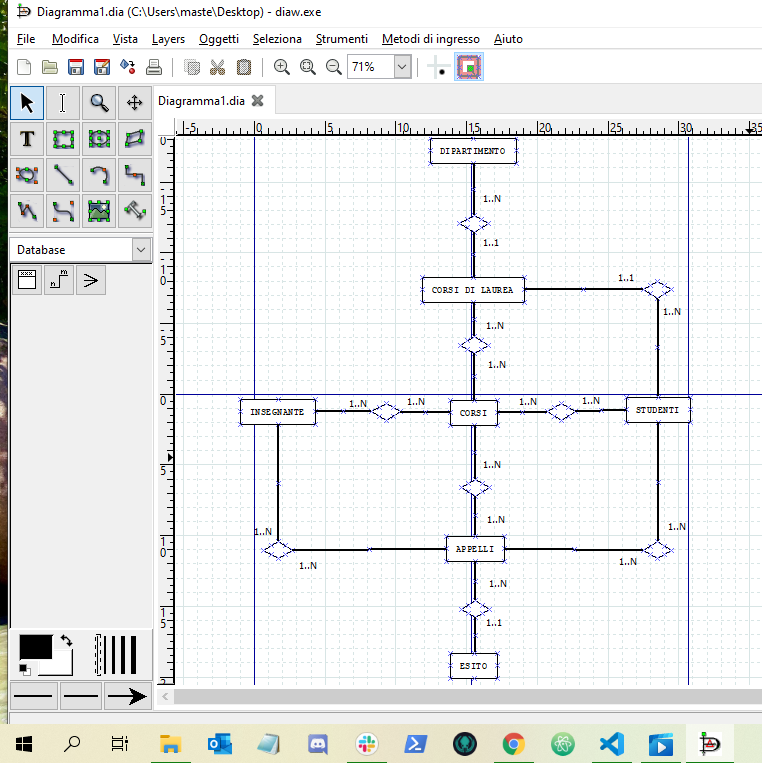 Diagramma1.dia (C:\Users\maste\Desktop) - diaw.exe
File Modifica Vista Layers Oggetti Seleziona Strumenti Metodi di ingresso Aiuto
71%
Diagramma1.dia
T
Database
-5 0 5 10 15 20 25 30 35
DIPARTIMENTO
1..N
1..1
CORSI DI LAUREA
1..1
1..N
1..N
1..N
INSEGNANTE
1..N
1..N
CORSI
1..N
1..N
STUDENTI
1..N
1..N
1..N
1..N
1..N
APPELLI
1..N
1..N
1..1
ESITO